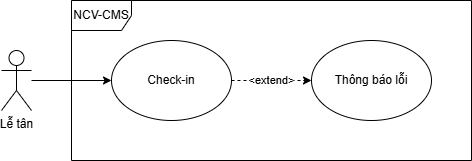 NCV-CMS
Check-in
<extend>
Thông báo lỗi
Lễ tân